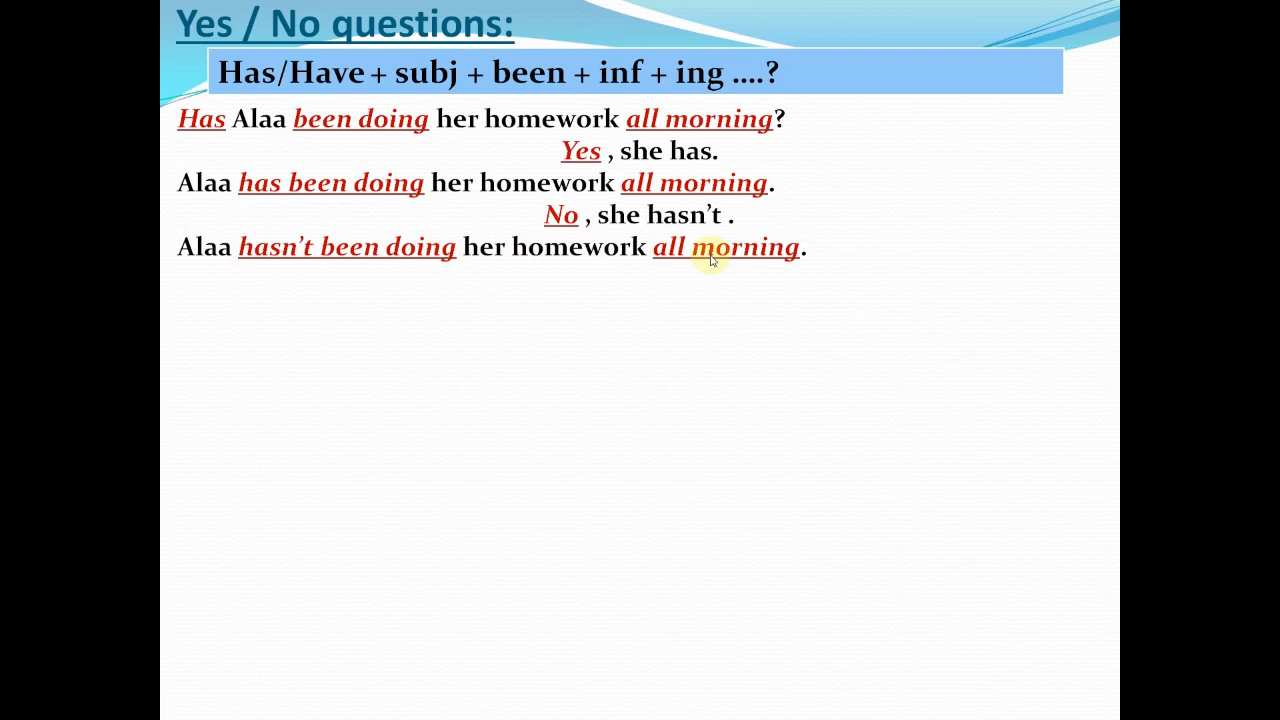 Yes / No questions:
Has/Have + subj + been + inf + ing ....?
Has Alaa been doing her homework all morning?
Yes , she has.
Alaa has been doing her homework all morning.
No , she hasn’t .
Alaa hasn’t been doing her homework all morning.